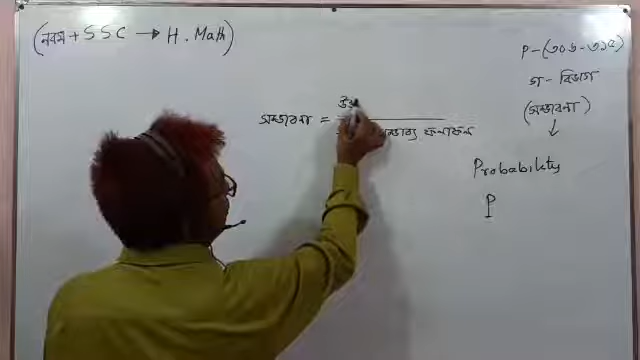 (নবম + SSC → H. Math)
P-(৩০৬-৩১৫)
গ - বিভাগ
(সম্ভাবনা)
সম্ভাবনা =
সম্ভাব্য ফলাফল
Probability
P